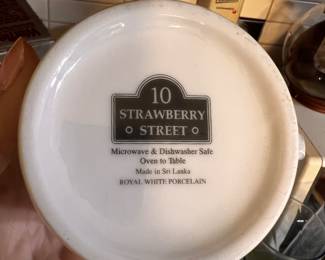 10
STRAWBERRY
STREET
Microwave & Dishwasher Safe
Oven to Table
Made in Sri Lanka
ROYAL WHITE PORCELAIN